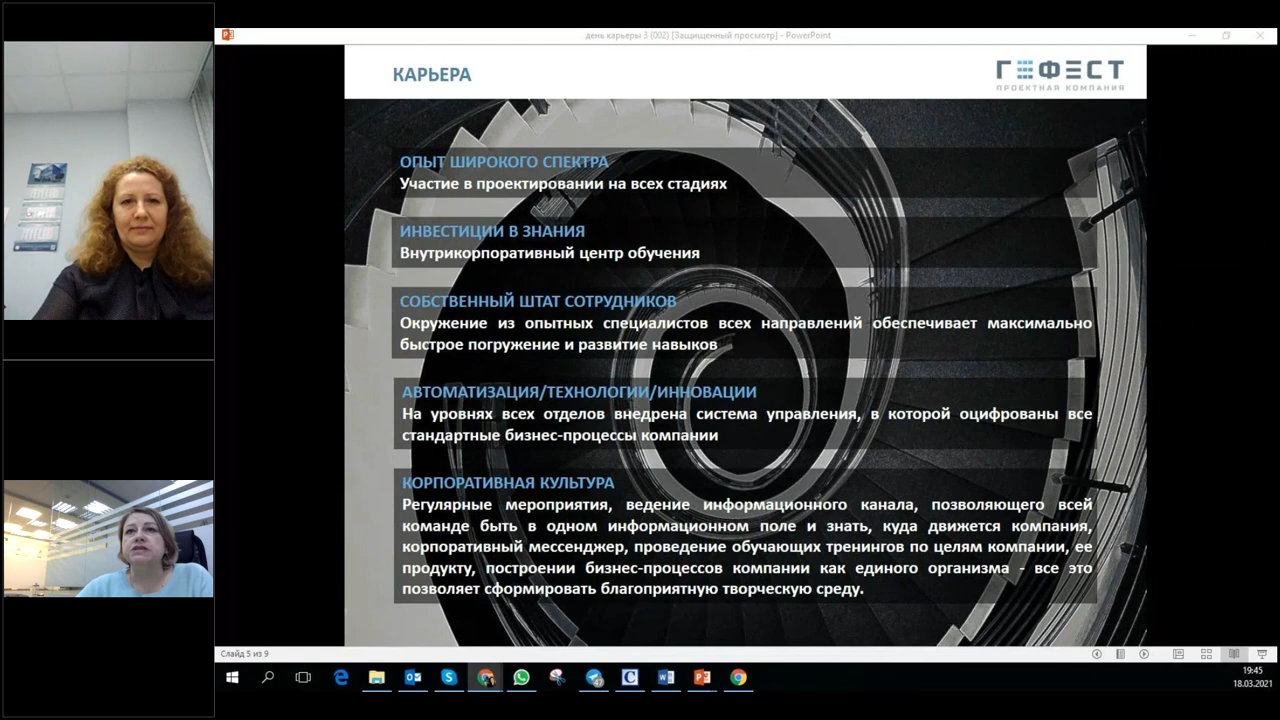 день карьеры 3 (002) [Защищенный просмотр] - PowerPoint
КАРЬЕРА
ГЕФЕСТ
ПРОЕКТНАЯ КОМПАНИЯ
ОПЫТ ШИРОКОГО СПЕКТРА
Участие в проектировании на всех стадиях
ИНВЕСТИЦИИ В ЗНАНИЯ
Внутрикорпоративный центр обучения
СОБСТВЕННЫЙ ШТАТ СОТРУДНИКОВ
Окружение из опытных специалистов всех направлений обеспечивает максимально
быстрое погружение и развитие навыков
АВТОМАТИЗАЦИЯ/ТЕХНОЛОГИИ/ИННОВАЦИИ
На уровнях всех отделов внедрена система управления, в которой оцифрованы все
стандартные бизнес-процессы компании
КОРПОРАТИВНАЯ КУЛЬТУРА
Регулярные мероприятия, ведение информационного канала, позволяющего всей
команде быть в одном информационном поле и знать, куда движется компания,
корпоративный мессенджер, проведение обучающих тренингов по целям компании, ее
продукту, построении бизнес-процессов компании как единого организма - все это
позволяет сформировать благоприятную творческую среду.
Слайд 5 из 9
19:45
18.03.2021